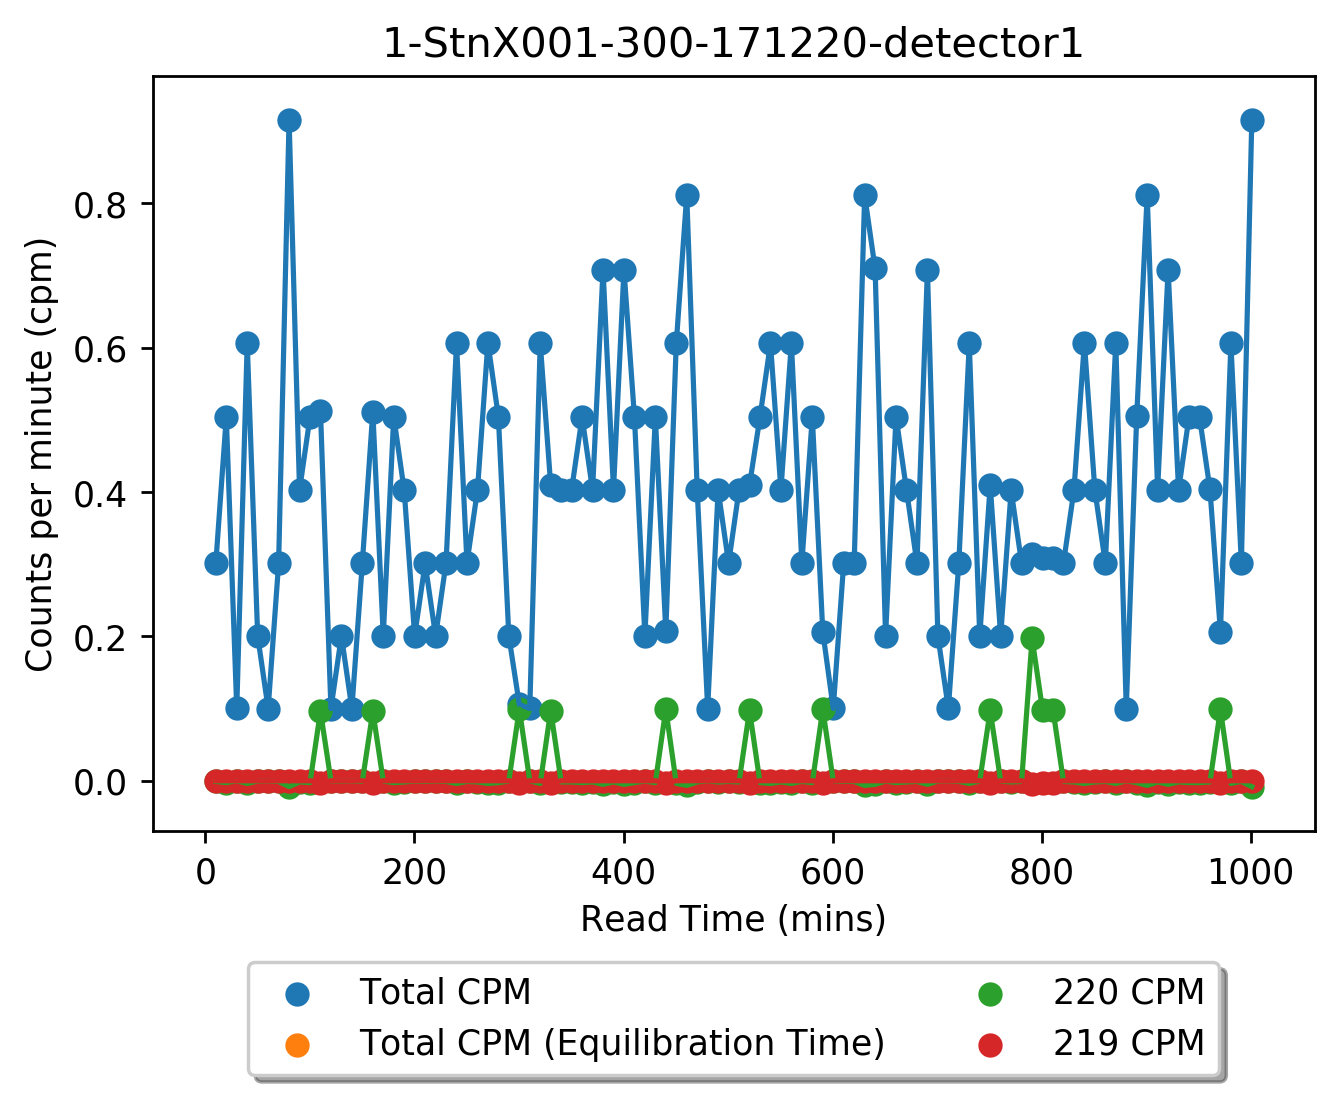 1-StnX001-300-171220-detector1
Counts per minute (cpm)
0.8
0.6
0.4
0.2
0.0
0 200 400 600 800 1000
Read Time (mins)
Total CPM
Total CPM (Equilibration Time)
220 CPM
219 CPM